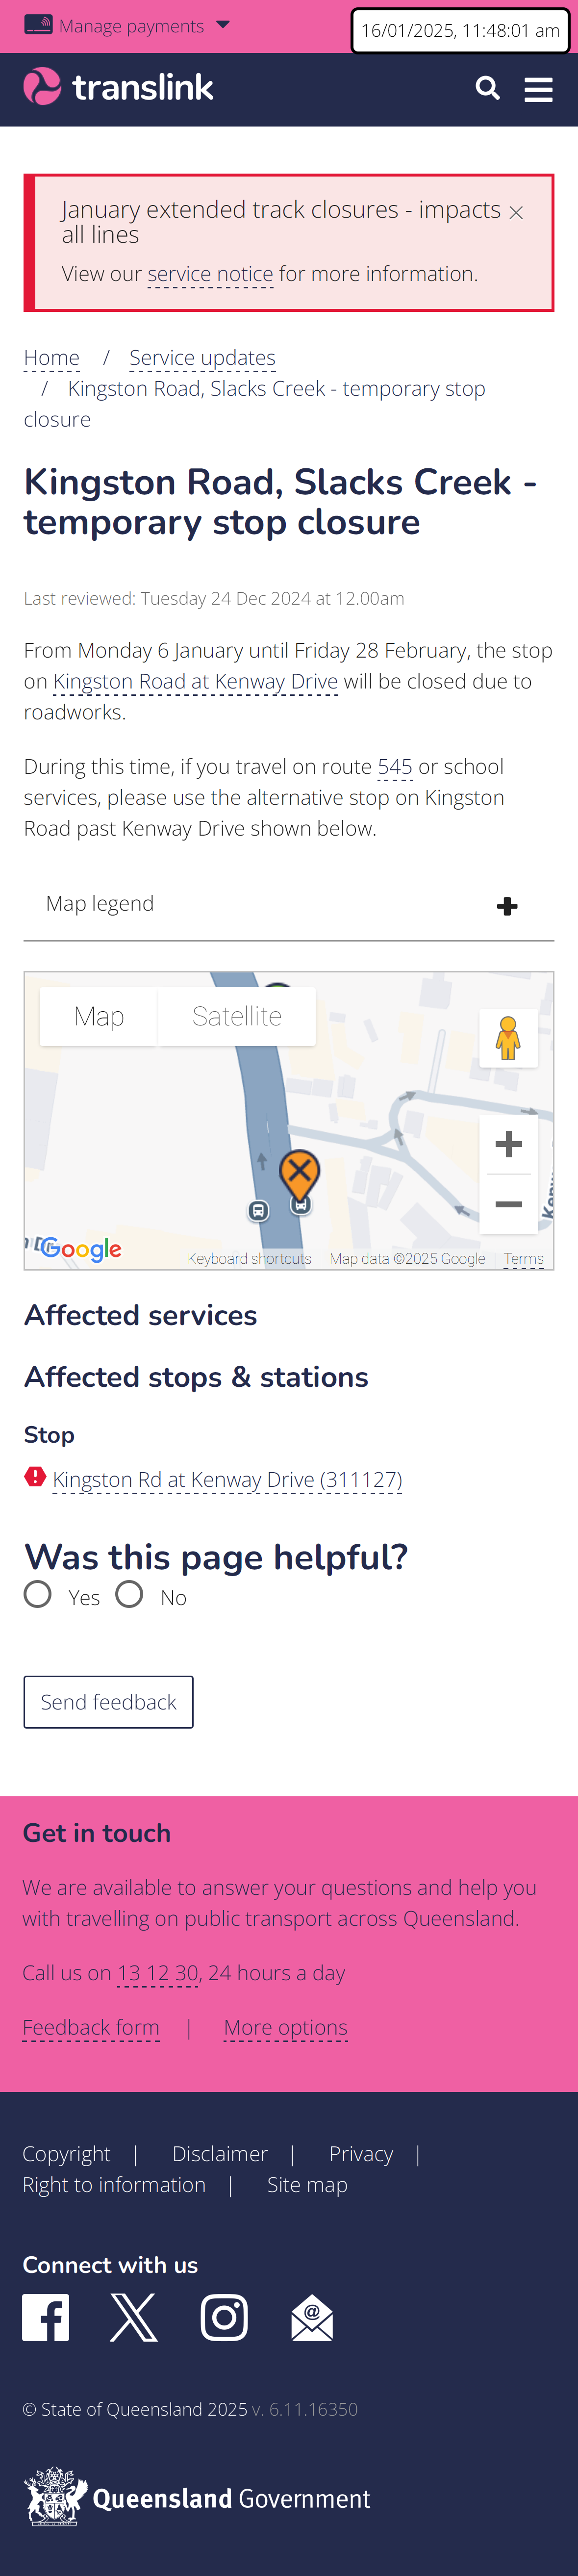 Manage payments
16/01/2025, 11:48:01 am
translink
January extended track closures - impacts
all lines
View our service notice for more information.
Home / Service updates
/ Kingston Road, Slacks Creek - temporary stop
closure
Kingston Road, Slacks Creek -
temporary stop closure
Last reviewed: Tuesday 24 Dec 2024 at 12.00am
From Monday 6 January until Friday 28 February, the stop
on Kingston Road at Kenway Drive will be closed due to
roadworks.
During this time, if you travel on route 545 or school
services, please use the alternative stop on Kingston
Road past Kenway Drive shown below.
Map legend
Map Satellite
Google
Keyboard shortcuts Map data ©2025 Google Terms
Affected services
Affected stops & stations
Stop
Kingston Rd at Kenway Drive (311127)
Was this page helpful?
Yes No
Send feedback
Get in touch
We are available to answer your questions and help you
with travelling on public transport across Queensland.
Call us on 13 12 30, 24 hours a day
Feedback form | More options
Copyright | Disclaimer | Privacy |
Right to information | Site map
Connect with us
© State of Queensland 2025 v. 6.11.16350
Queensland Government